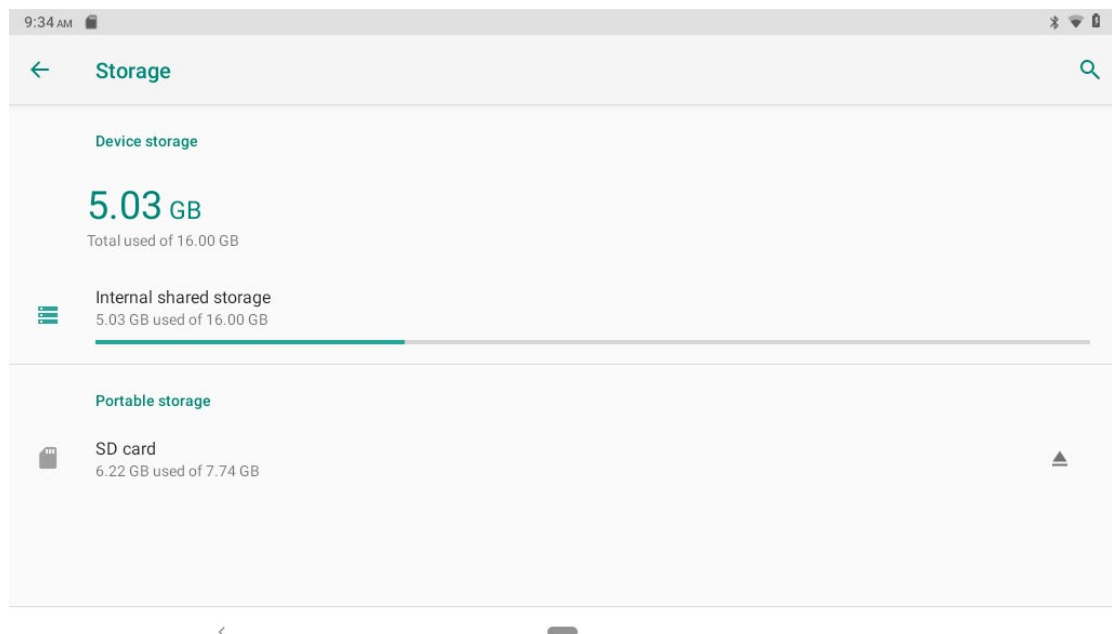 9:34 AM
Storage
Device storage
5.03 GB
Total used of 16.00 GB
Internal shared storage
5.03 GB used of 16.00 GB
Portable storage
SD card
6.22 GB used of 7.74 GB